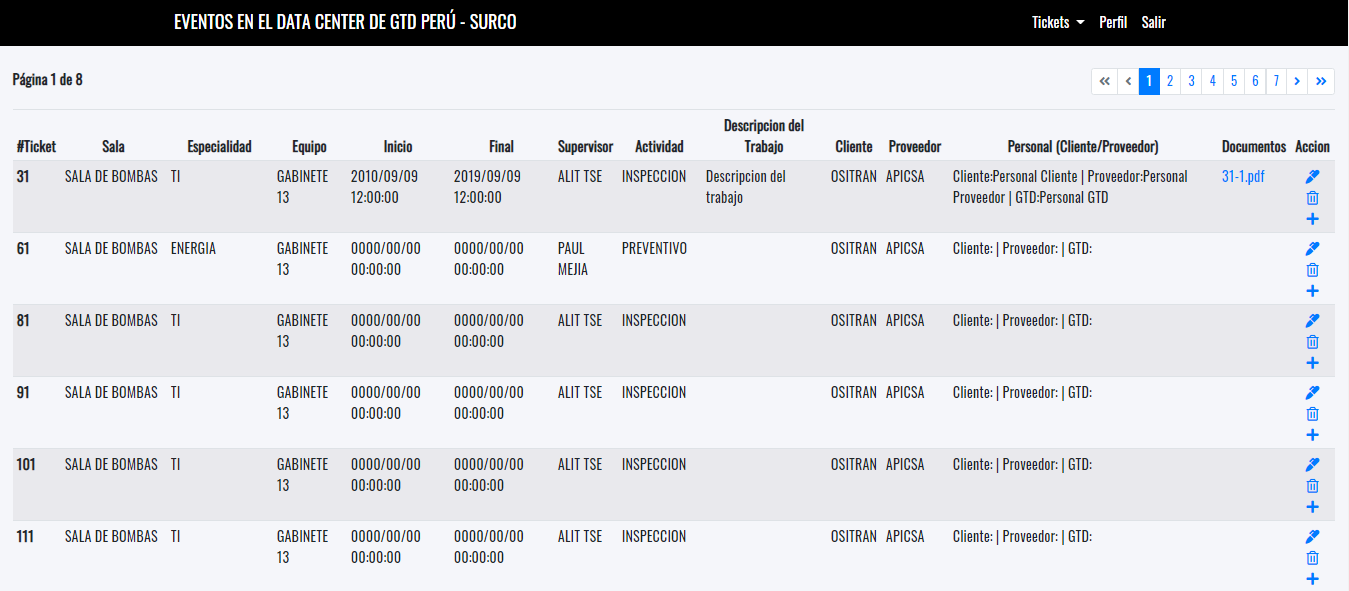 EVENTOS EN EL DATA CENTER DE GTD PERÚ - SURCO Tickets Perfil Salir
Página 1 de 8 « ‹ 1 2 3 4 5 6 7 › »
Descripcion del
#Ticket Sala Especialidad Equipo Inicio Final Supervisor Actividad Trabajo Cliente Proveedor Personal (Cliente/Proveedor) Documentos Accion
31 SALA DE BOMBAS TI GABINETE 2010/09/09 2019/09/09 ALIT TSE INSPECCION Descripcion del OSITRAN APICSA Cliente:Personal Cliente | Proveedor:Personal 31-1.pdf
13 12:00:00 12:00:00 trabajo Proveedor | GTD:Personal GTD
61 SALA DE BOMBAS ENERGIA GABINETE 0000/00/00 0000/00/00 PAUL PREVENTIVO OSITRAN APICSA Cliente: | Proveedor: | GTD:
13 00:00:00 00:00:00 MEJIA
81 SALA DE BOMBAS TI GABINETE 0000/00/00 0000/00/00 ALIT TSE INSPECCION OSITRAN APICSA Cliente: | Proveedor: | GTD:
13 00:00:00 00:00:00
91 SALA DE BOMBAS TI GABINETE 0000/00/00 0000/00/00 ALIT TSE INSPECCION OSITRAN APICSA Cliente: | Proveedor: | GTD:
13 00:00:00 00:00:00
101 SALA DE BOMBAS TI GABINETE 0000/00/00 0000/00/00 ALIT TSE INSPECCION OSITRAN APICSA Cliente: | Proveedor: | GTD:
13 00:00:00 00:00:00
111 SALA DE BOMBAS TI GABINETE 0000/00/00 0000/00/00 ALIT TSE INSPECCION OSITRAN APICSA Cliente: | Proveedor: | GTD:
13 00:00:00 00:00:00